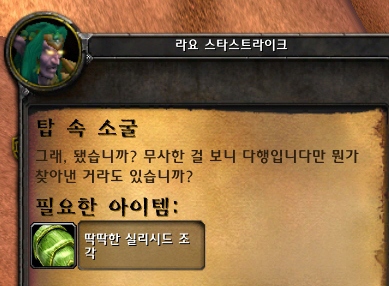 라요 스타스트라이크
탑 속 소굴
그래, 됐습니까? 무사한 걸 보니 다행입니다만 뭔가
찾아낸 거라도 있습니까?
필요한 아이템:
딱딱한 실리시드 조
각